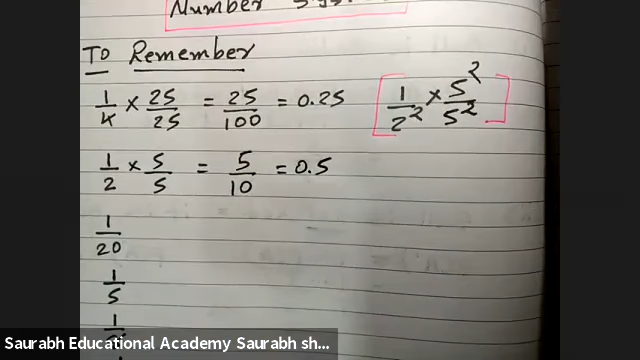 Number
To Remember
1/4 × 25/25 = 25/100 = 0.25 [1/2² × 5²/5²]
1/2 × 5/5 = 5/10 = 0.5
1/20
1/5
1
Saurabh Educational Academy Saurabh sh...